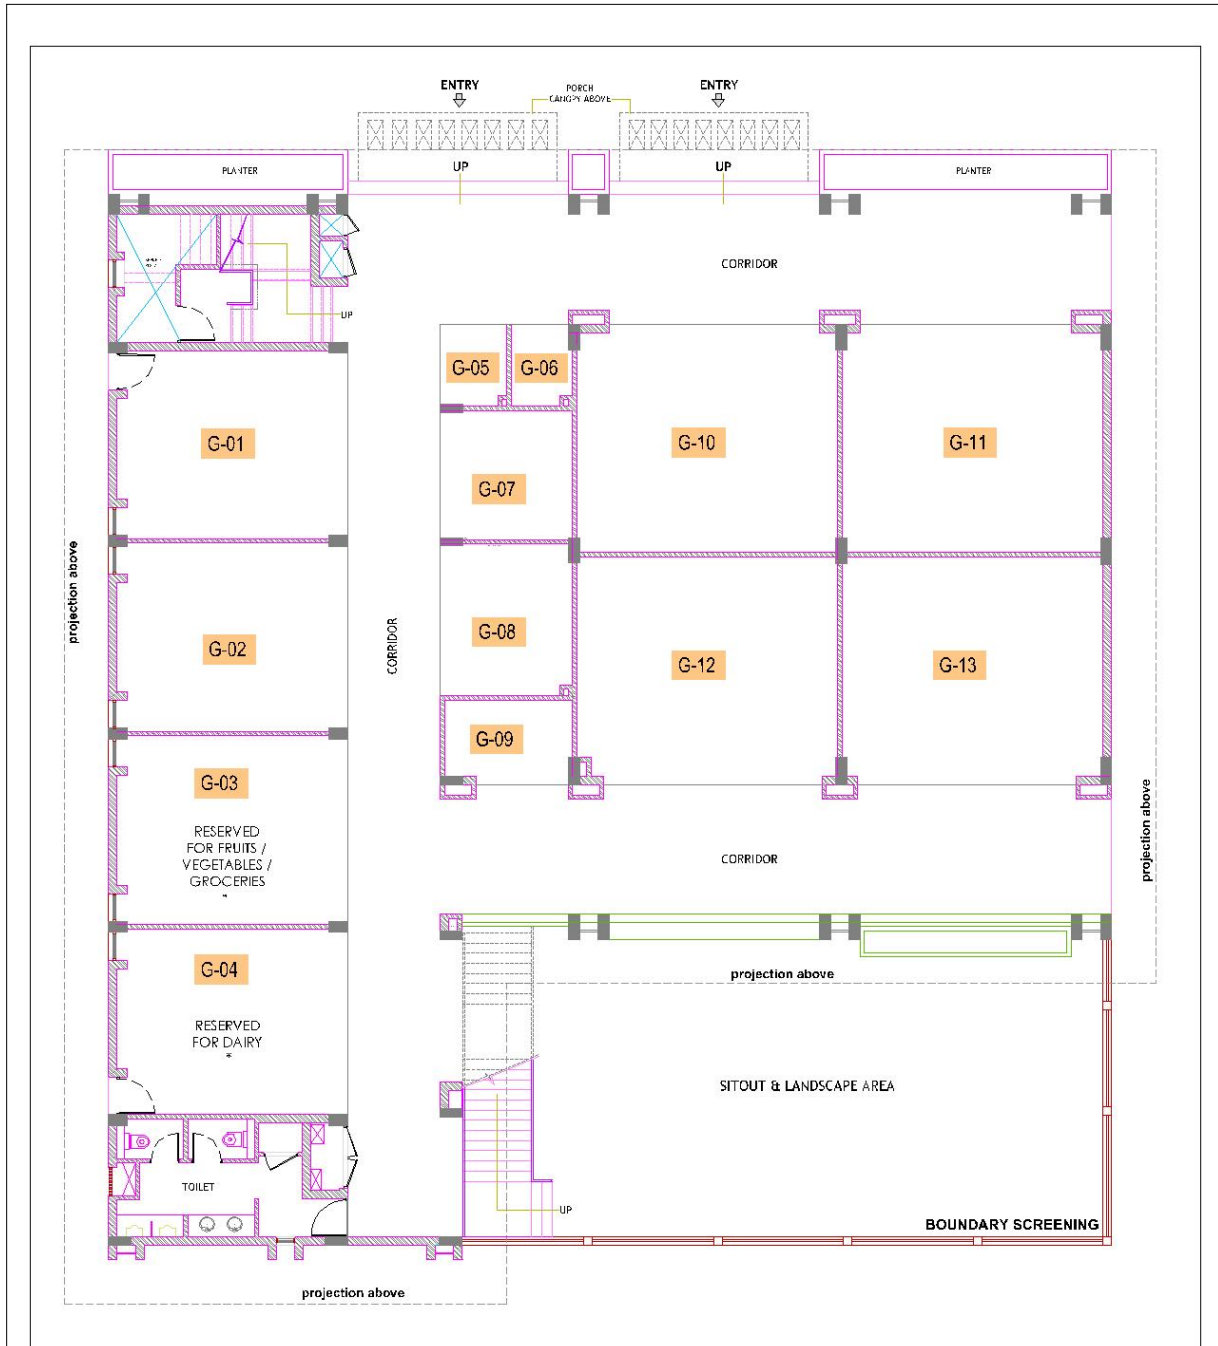 ENTRY
ENTRY
PORCH
CANOPY ABOVE
UP
UP
PLANTER
PLANTER
CORRIDOR
UP
G-05
G-06
G-01
G-10
G-11
G-07
projection above
G-02
CORRIDOR
G-08
G-12
G-13
G-09
G-03
RESERVED
FOR FRUITS /
VEGETABLES /
GROCERIES
*
projection above
CORRIDOR
G-04
projection above
RESERVED
FOR DAIRY
*
SITOUT & LANDSCAPE AREA
TOILET
UP
BOUNDARY SCREENING
projection above